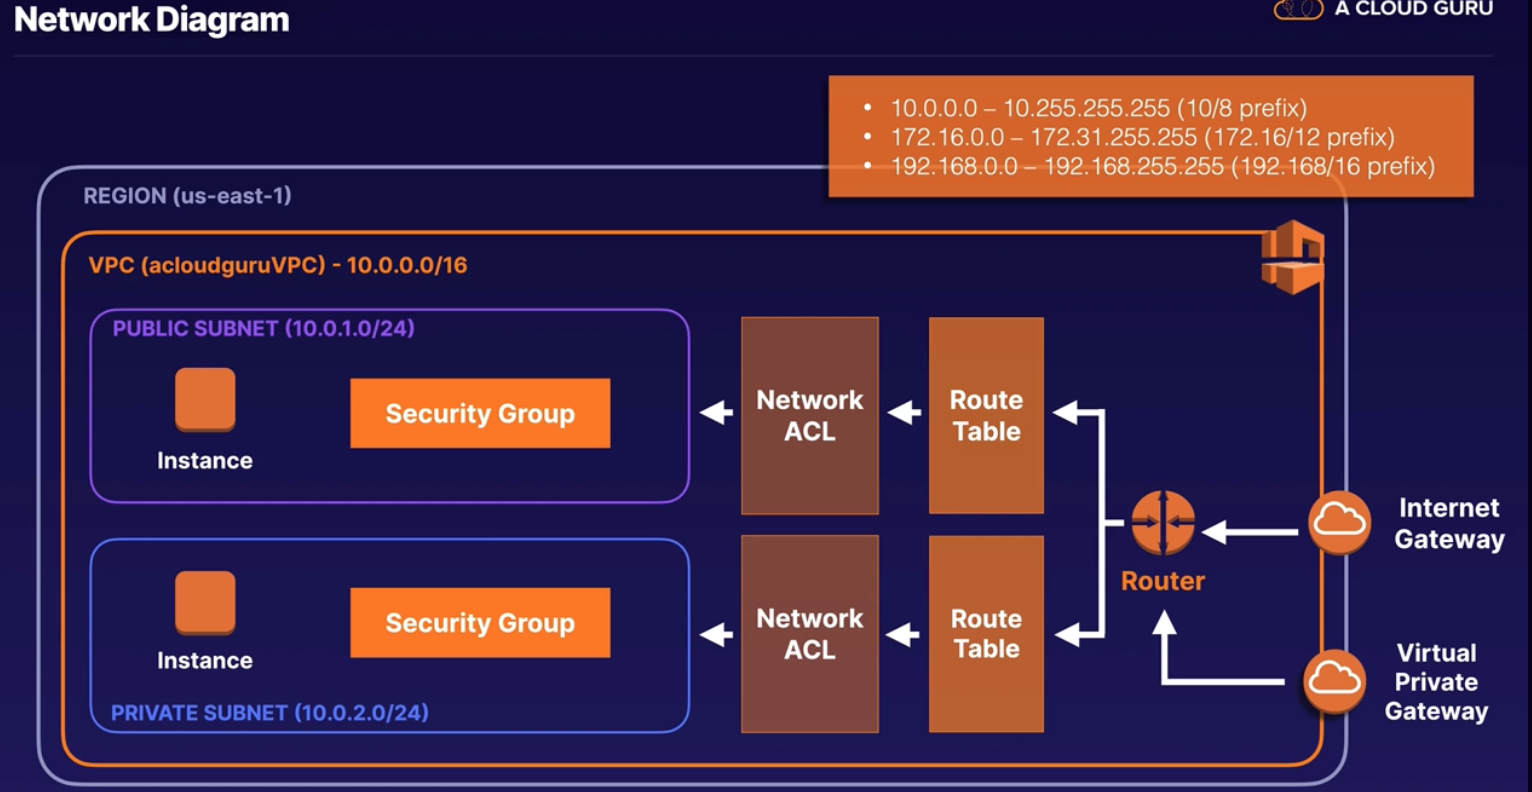 Network Diagram
A CLOUD GURU
• 10.0.0.0 – 10.255.255.255 (10/8 prefix)
• 172.16.0.0 – 172.31.255.255 (172.16/12 prefix)
• 192.168.0.0 – 192.168.255.255 (192.168/16 prefix)
REGION (us-east-1)
VPC (acloudguruVPC) - 10.0.0.0/16
PUBLIC SUBNET (10.0.1.0/24)
Instance
Security Group
Network
ACL
Route
Table
Router
Internet
Gateway
Instance
Security Group
PRIVATE SUBNET (10.0.2.0/24)
Network
ACL
Route
Table
Virtual
Private
Gateway